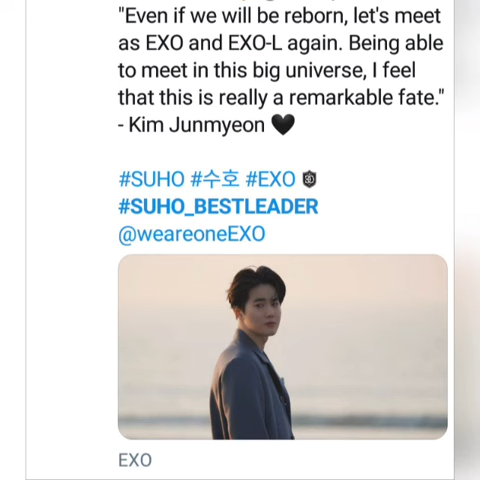 "Even if we will be reborn, let's meet
as EXO and EXO-L again. Being able
to meet in this big universe, I feel
that this is really a remarkable fate."
- Kim Junmyeon 🖤
#SUHO #수호 #EXO
#SUHO_BESTLEADER
@weareoneEXO
EXO